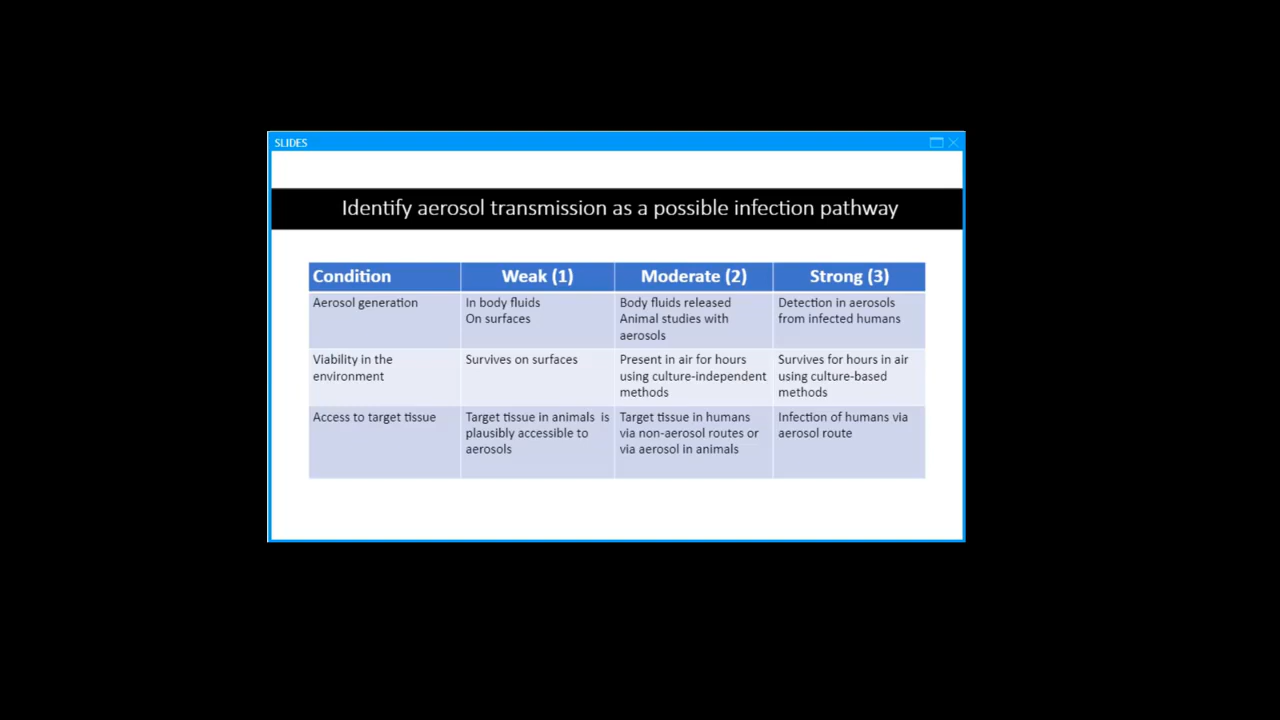 SLIDES
Identify aerosol transmission as a possible infection pathway
Condition Weak (1) Moderate (2) Strong (3)
Aerosol generation
In body fluids
On surfaces
Body fluids released
Animal studies with
aerosols
Detection in aerosols
from infected humans
Viability in the
environment
Survives on surfaces
Present in air for hours
using culture-independent
methods
Survives for hours in air
using culture-based
methods
Access to target tissue
Target tissue in animals is
plausibly accessible to
aerosols
Target tissue in humans
via non-aerosol routes or
via aerosol in animals
Infection of humans via
aerosol route